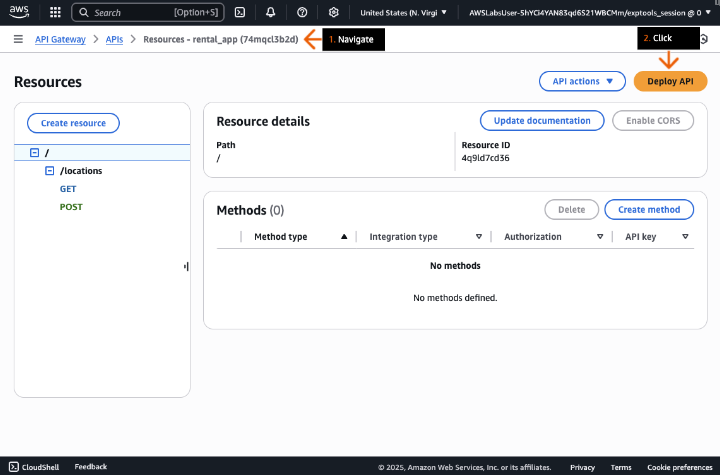 aws
Search [Option+S]
United States (N. Virgi ▼
AWSLabsUser-5hYCi4YAN83qd6S21WBCMm/exptools_session @ 0 ▼
API Gateway > APIs > Resources - rental_app (74mqcl3b2d)
1. Navigate
2. Click
Resources
API actions ▼
Deploy API
Create resource
/
/locations
GET
POST
Resource details
Update documentation
Enable CORS
Path
/
Resource ID
4q9ld7cd36
Methods (0)
Delete
Create method
Method type ▲ Integration type ▽ Authorization ▽ API key ▽
No methods
No methods defined.
CloudShell Feedback © 2025, Amazon Web Services, Inc. or its affiliates. Privacy Terms Cookie preferences